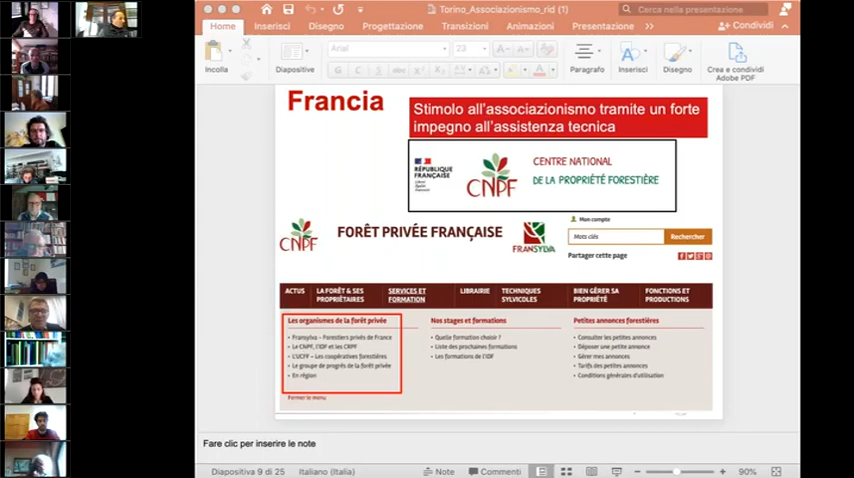 Torino_Associazionismo_rid (1)
Cerca nella presentazione
Home
Inserisci
Disegno
Progettazione
Transizioni
Animazioni
Presentazione
Condividi
Incolla
Diapositive
Arial
23
G C S abc X² X₂
Paragrafo
Inserisci
Disegno
Crea e condividi
Adobe PDF
Francia
Stimolo all'associazionismo tramite un forte
impegno all'assistenza tecnica
RÉPUBLIQUE
FRANÇAISE
CNPF
CENTRE NATIONAL
DE LA PROPRIÉTÉ FORESTIÈRE
CNPF
FORÊT PRIVÉE FRANÇAISE
FRANSYLVA
Mon compte
Mots clés
Rechercher
Partager cette page
ACTUS
LA FORÊT & SES
PROPRIÉTAIRES
SERVICES ET
FORMATION
LIBRAIRIE
TECHNIQUES
SYLVICOLES
BIEN GÉRER SA
PROPRIÉTÉ
FONCTIONS ET
PRODUCTIONS
Les organismes de la forêt privée
• Fransylva – Forestiers privés de France
• Le CNPF, l'IDF et les CRPF
• L'UCFF – Les coopératives forestières
• Le groupe de progrès de la forêt privée
• En région
Fermer le menu
Nos stages et formations
• Quelle formation choisir ?
• Liste des prochaines formations
• Les formations de l'IDF
Petites annonces forestières
• Consulter les petites annonces
• Déposer une petite annonce
• Gérer mes annonces
• Tarifs des petites annonces
• Conditions générales d'utilisation
Fare clic per inserire le note
Diapositiva 9 di 25
Italiano (Italia)
Note
Commenti
90%